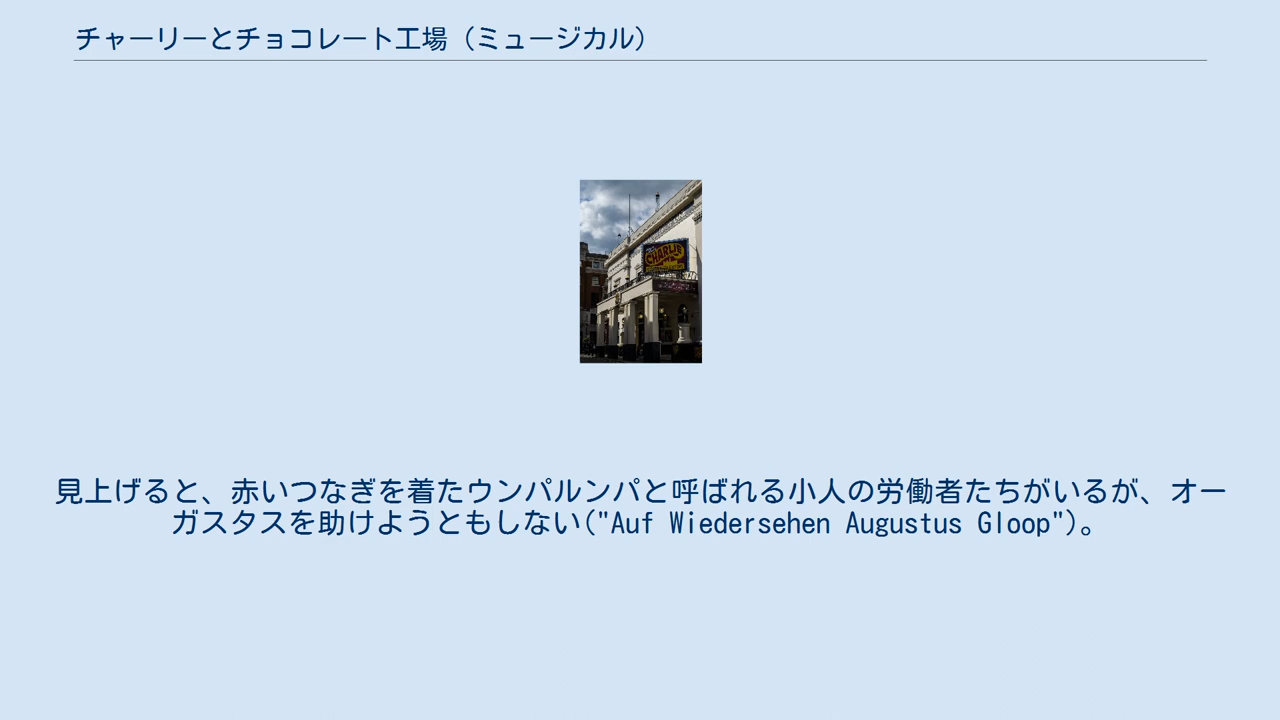 チャーリーとチョコレート工場（ミュージカル）
CHARLIE
見上げると、赤いつなぎを着たウンパルンパと呼ばれる小人の労働者たちがいるが、オー
ガスタスを助けようともしない("Auf Wiedersehen Augustus Gloop")。